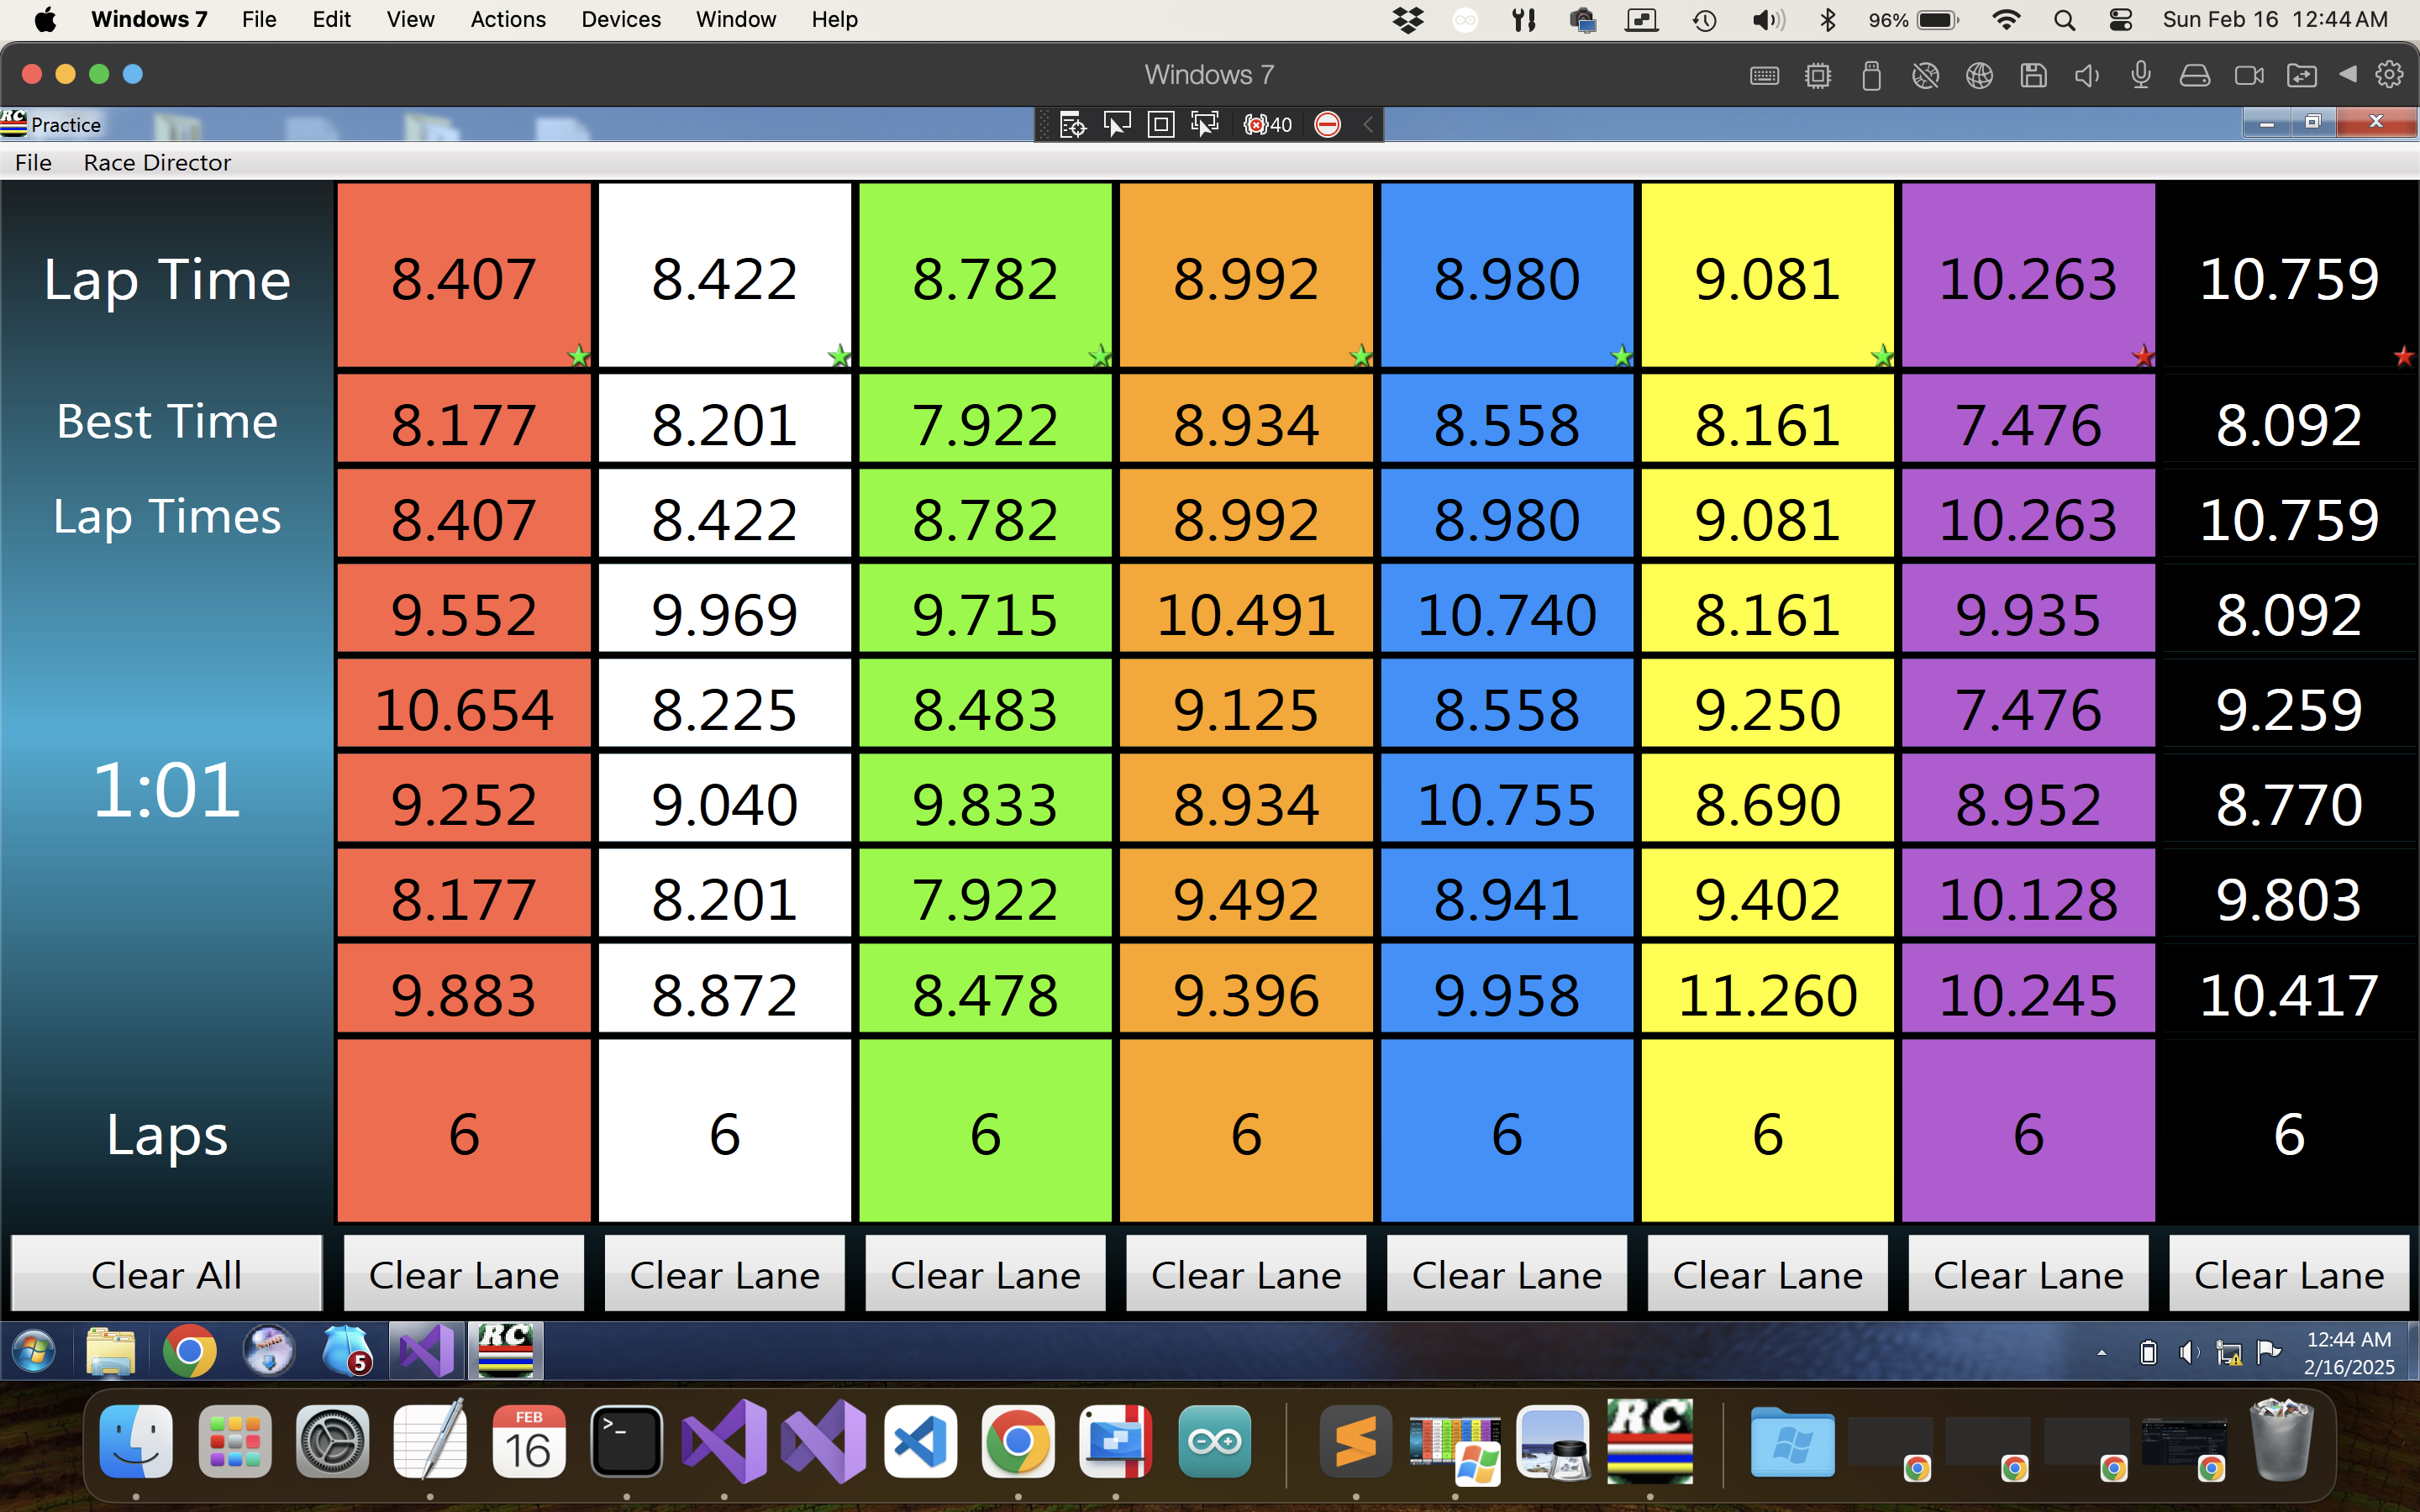 Windows 7 File Edit View Actions Devices Window Help 96% Sun Feb 16 12:44 AM
Windows 7
RC Practice 40
File Race Director
Lap Time 8.407 8.422 8.782 8.992 8.980 9.081 10.263 10.759
Best Time 8.177 8.201 7.922 8.934 8.558 8.161 7.476 8.092
Lap Times 8.407 8.422 8.782 8.992 8.980 9.081 10.263 10.759
9.552 9.969 9.715 10.491 10.740 8.161 9.935 8.092
10.654 8.225 8.483 9.125 8.558 9.250 7.476 9.259
1:01 9.252 9.040 9.833 8.934 10.755 8.690 8.952 8.770
8.177 8.201 7.922 9.492 8.941 9.402 10.128 9.803
9.883 8.872 8.478 9.396 9.958 11.260 10.245 10.417
Laps 6 6 6 6 6 6 6 6
Clear All Clear Lane Clear Lane Clear Lane Clear Lane Clear Lane Clear Lane Clear Lane Clear Lane
5 RC 12:44 AM
2/16/2025
FEB
16
RC